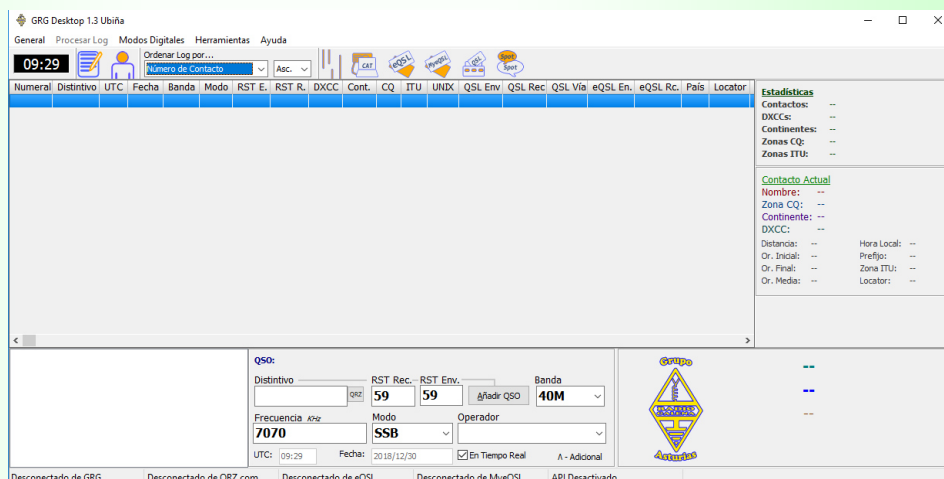 GRG Desktop 1.3 Ubiña
General Procesar Log Modos Digitales Herramientas Ayuda
09:29
Ordenar Log por...
Número de Contacto
Asc.
CAT
eQSL
MyeQSL
QSL
Spot
Spot
Numeral Distintivo UTC Fecha Banda Modo RST E. RST R. DXCC Cont. CQ ITU UNIX QSL Env QSL Rec QSL Vía eQSL En. eQSL Rc. País Locator
Estadísticas
Contactos: --
DXCCs: --
Continentes: --
Zonas CQ: --
Zonas ITU: --
Contacto Actual
Nombre: --
Zona CQ: --
Continente: --
DXCC: --
Distancia: -- Hora Local: --
Or. Inicial: -- Prefijo: --
Or. Final: -- Zona ITU: --
Or. Media: -- Locator: --
QSO:
Distintivo RST Rec. RST Env. Banda
QRZ 59 59 Añadir QSO 40M
Frecuencia KHz Modo Operador
7070 SSB
UTC: 09:29 Fecha: 2018/12/30 En Tiempo Real Λ - Adicional
Grupo
Asturias
--
--
--
Desconectado de GRG Desconectado de QRZ.com Desconectado de eQSL Desconectado de MyeQSL API Desactivado